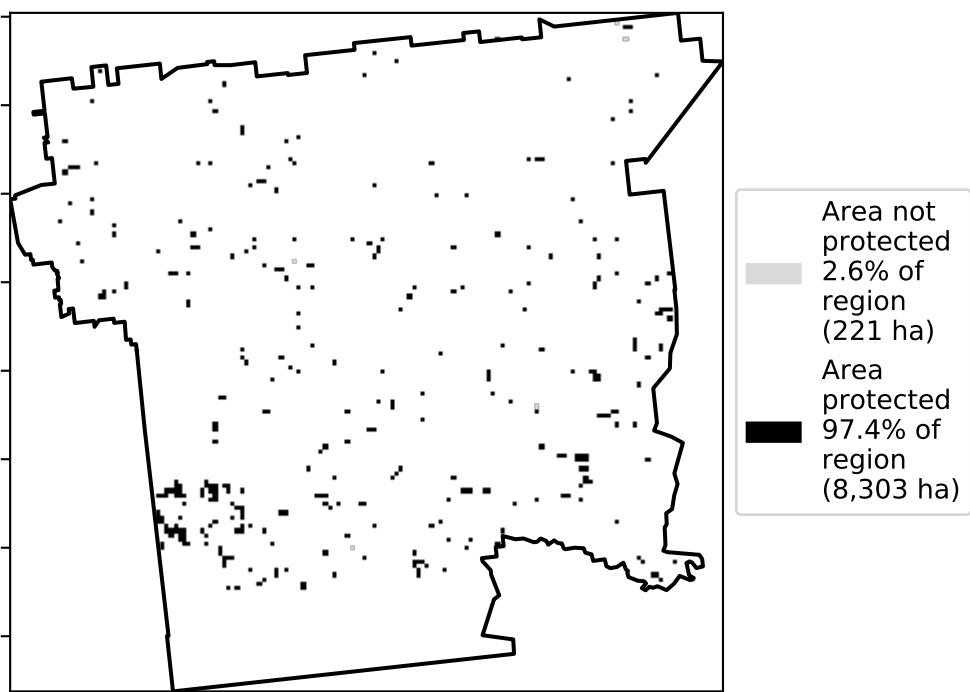 Area not
protected
2.6% of
region
(221 ha)
Area
protected
97.4% of
region
(8,303 ha)